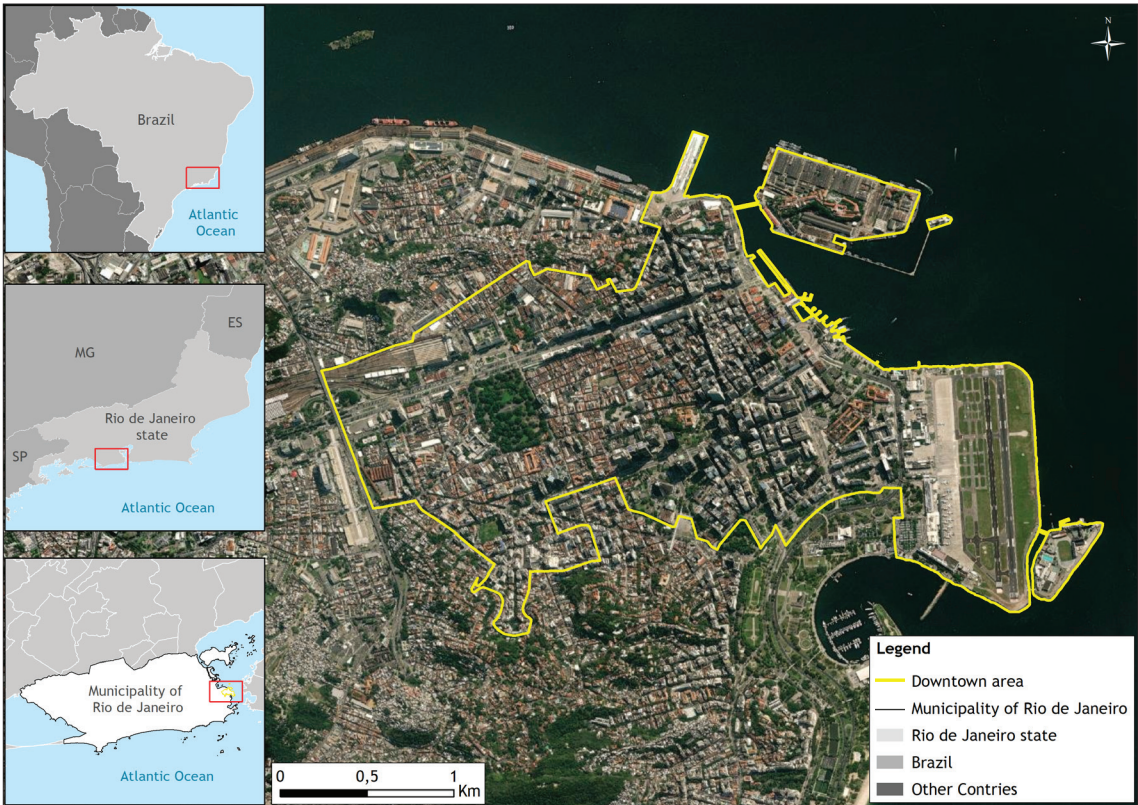 Brazil
Atlantic
Ocean
N
ES
MG
Rio de Janeiro
state
SP
Atlantic Ocean
Municipality of
Rio de Janeiro
Atlantic Ocean
0 0,5 1
Km
Legend
Downtown area
Municipality of Rio de Janeiro
Rio de Janeiro state
Brazil
Other Contries